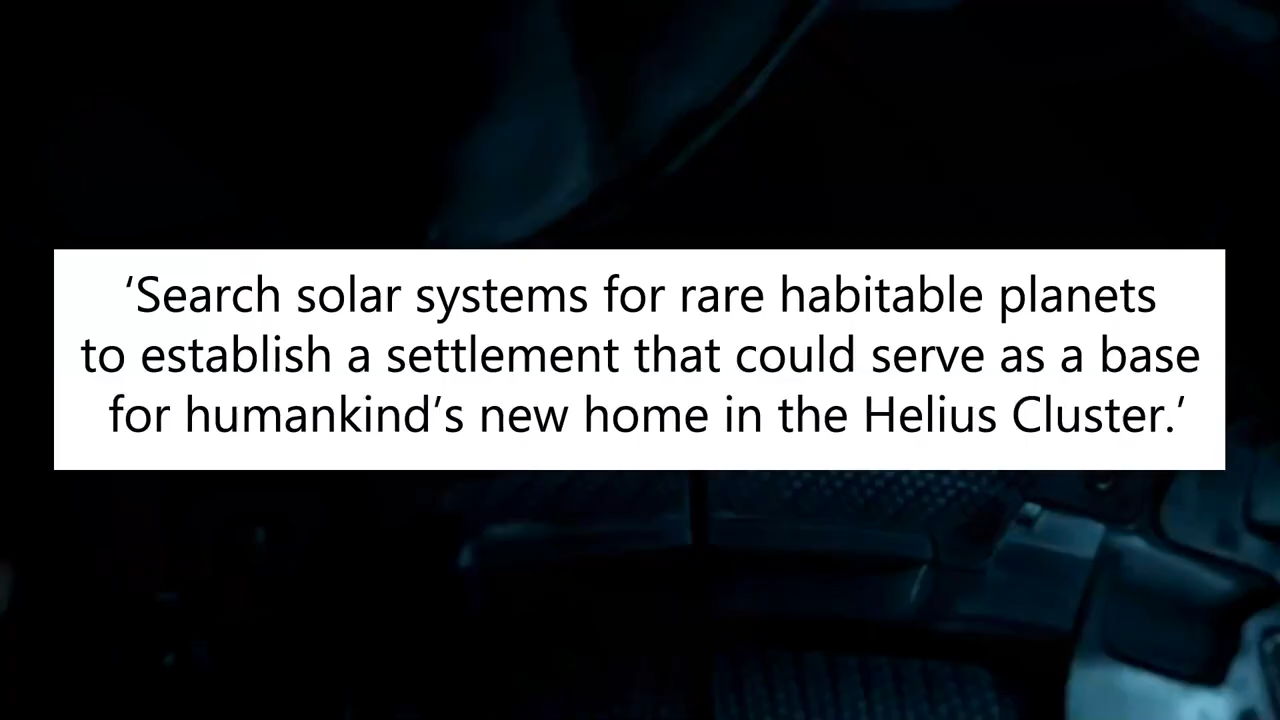 ‘Search solar systems for rare habitable planets
to establish a settlement that could serve as a base
for humankind’s new home in the Helius Cluster.’